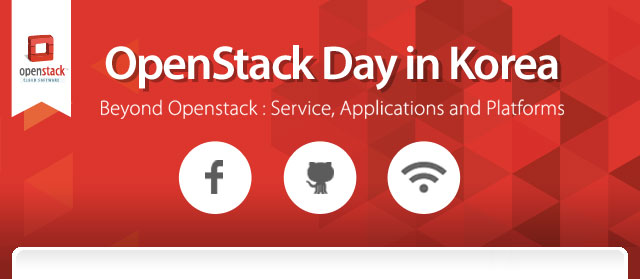 openstack
CLOUD SOFTWARE
OpenStack Day in Korea
Beyond Openstack : Service, Applications and Platforms